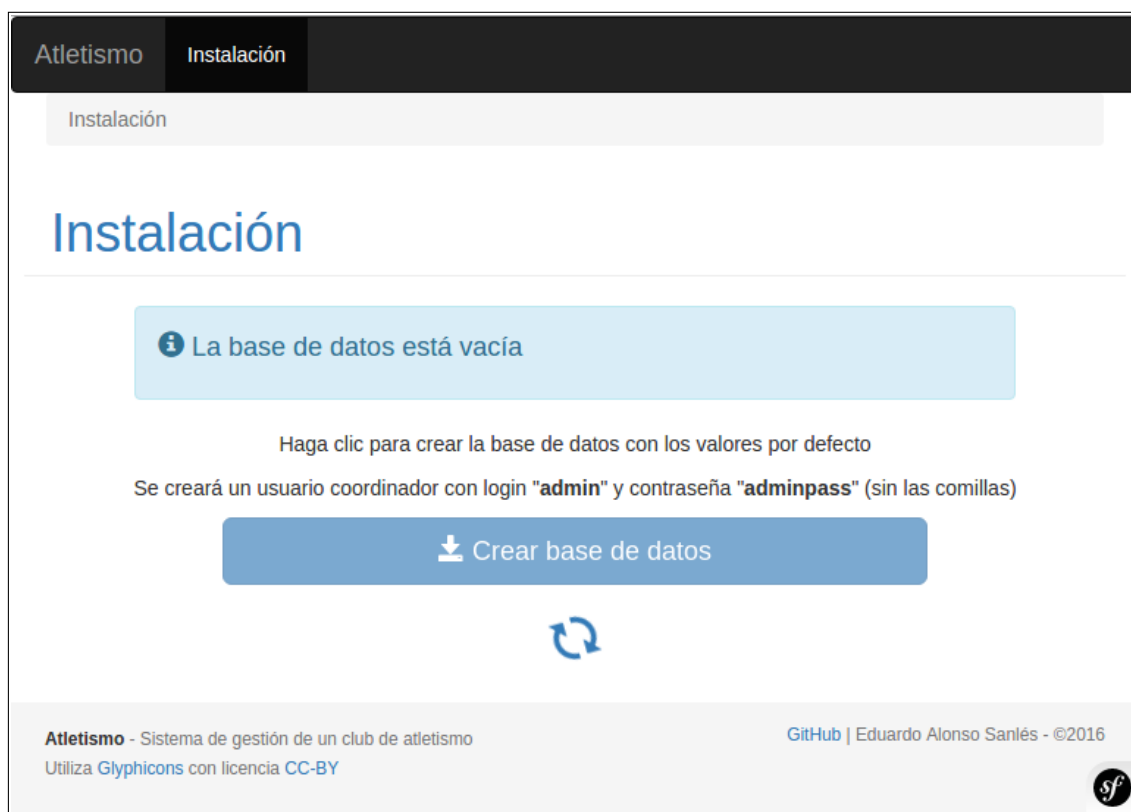 Atletismo Instalación
Instalación
Instalación
La base de datos está vacía
Haga clic para crear la base de datos con los valores por defecto
Se creará un usuario coordinador con login "admin" y contraseña "adminpass" (sin las comillas)
Crear base de datos
Atletismo - Sistema de gestión de un club de atletismo
Utiliza Glyphicons con licencia CC-BY
GitHub | Eduardo Alonso Sanlés - ©2016
sf